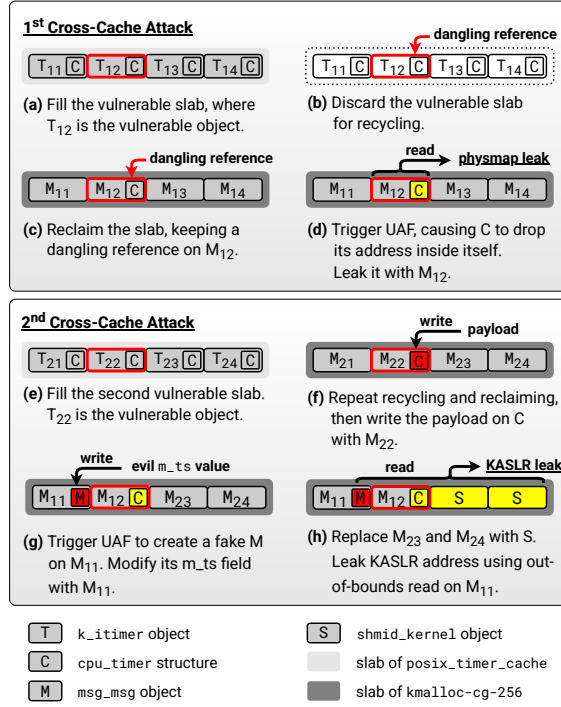 1st Cross-Cache Attack
T11 C T12 C T13 C T14 C
(a) Fill the vulnerable slab, where
T12 is the vulnerable object.
dangling reference
T11 C T12 C T13 C T14 C
(b) Discard the vulnerable slab
for recycling.
dangling reference
M11 M12 C M13 M14
(c) Reclaim the slab, keeping a
dangling reference on M12.
read physmap leak
M11 M12 C M13 M14
(d) Trigger UAF, causing C to drop
its address inside itself.
Leak it with M12.
2nd Cross-Cache Attack
T21 C T22 C T23 C T24 C
(e) Fill the second vulnerable slab.
T22 is the vulnerable object.
write payload
M21 M22 C M23 M24
(f) Repeat recycling and reclaiming,
then write the payload on C
with M22.
write evil m_ts value
M11 M M12 C M23 M24
(g) Trigger UAF to create a fake M
on M11. Modify its m_ts field
with M11.
read KASLR leak
M11 M M12 C S S
(h) Replace M23 and M24 with S.
Leak KASLR address using out-
of-bounds read on M11.
T k_itimer object
C cpu_timer structure
M msg_msg object
S shmid_kernel object
slab of posix_timer_cache
slab of kmalloc-cg-256